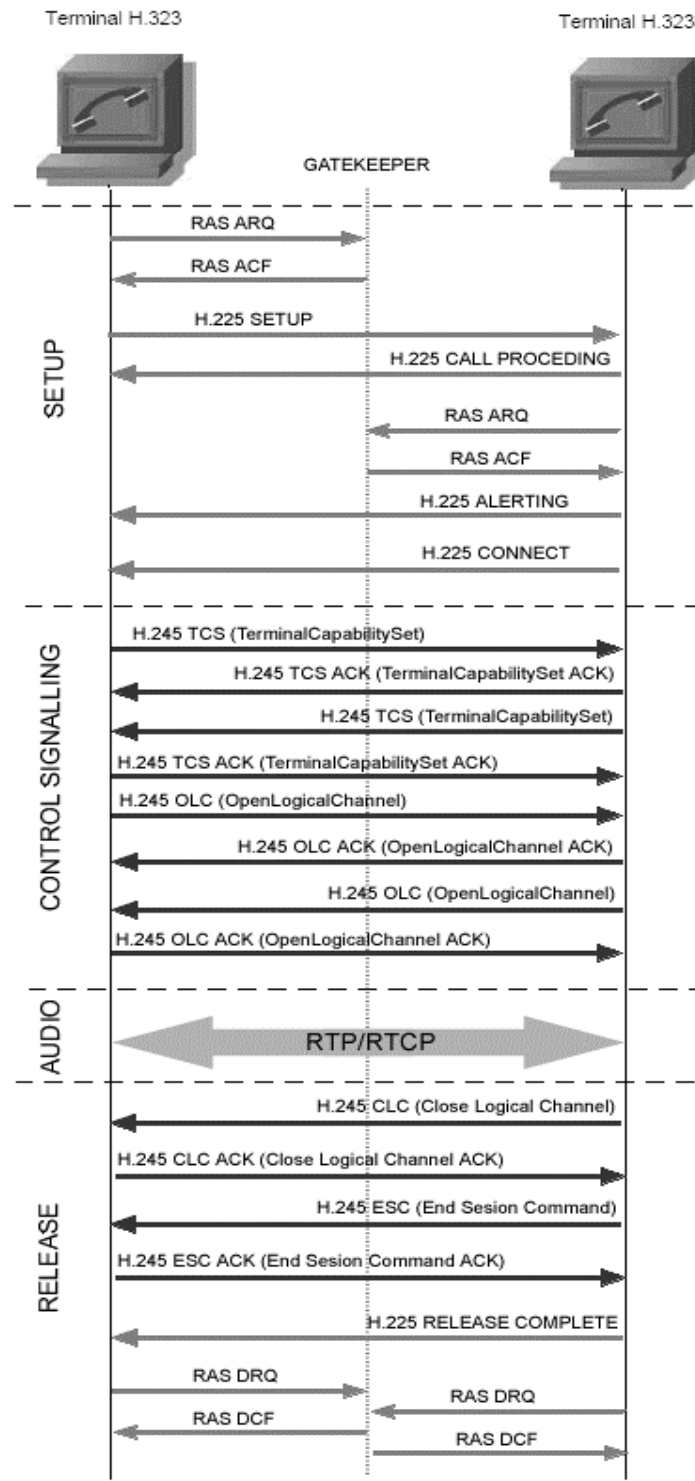 Terminal H.323
Terminal H.323
GATEKEEPER
SETUP
RAS ARQ
RAS ACF
H.225 SETUP
H.225 CALL PROCEDING
RAS ARQ
RAS ACF
H.225 ALERTING
H.225 CONNECT
CONTROL SIGNALLING
H.245 TCS (TerminalCapabilitySet)
H.245 TCS ACK (TerminalCapabilitySet ACK)
H.245 TCS (TerminalCapabilitySet)
H.245 TCS ACK (TerminalCapabilitySet ACK)
H.245 OLC (OpenLogicalChannel)
H.245 OLC ACK (OpenLogicalChannel ACK)
H.245 OLC (OpenLogicalChannel)
H.245 OLC ACK (OpenLogicalChannel ACK)
AUDIO
RTP/RTCP
RELEASE
H.245 CLC (Close Logical Channel)
H.245 CLC ACK (Close Logical Channel ACK)
H.245 ESC (End Sesion Command)
H.245 ESC ACK (End Sesion Command ACK)
H.225 RELEASE COMPLETE
RAS DRQ
RAS DRQ
RAS DCF
RAS DCF